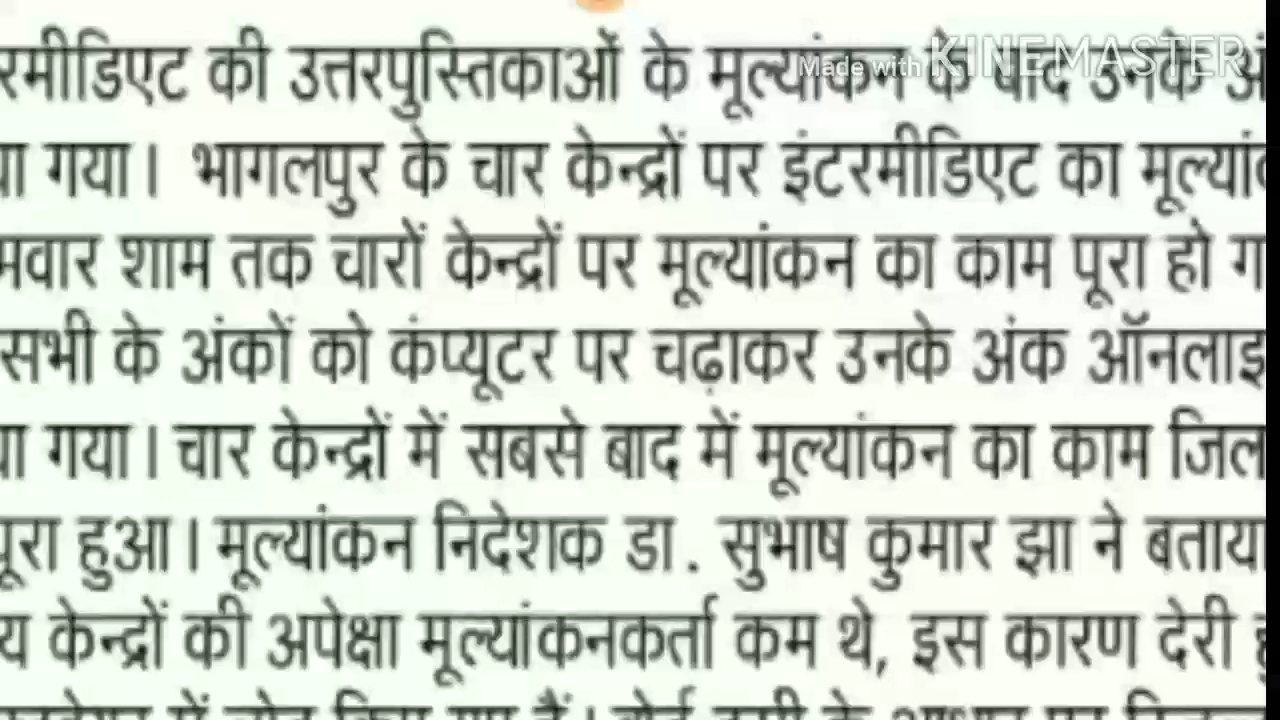 रमीडिएट की उत्तरपुस्तिकाओं के मूल्यांकन के बाद उनके अं
Made with KINEMASTER
या गया। भागलपुर के चार केन्द्रों पर इंटरमीडिएट का मूल्यां
मवार शाम तक चारों केन्द्रों पर मूल्यांकन का काम पूरा हो ग
सभी के अंकों को कंप्यूटर पर चढ़ाकर उनके अंक ऑनलाइ
या गया। चार केन्द्रों में सबसे बाद में मूल्यांकन का काम जिल
पूरा हुआ। मूल्यांकन निदेशक डा. सुभाष कुमार झा ने बताया
य केन्द्रों की अपेक्षा मूल्यांकनकर्ता कम थे, इस कारण देरी